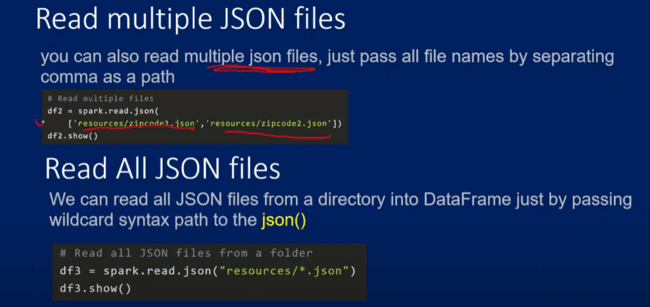 Read multiple JSON files
you can also read multiple json files, just pass all file names by separating
comma as a path
# Read multiple files
df2 = spark.read.json(
['resources/zipcode1.json','resources/zipcode2.json'])
df2.show()
Read All JSON files
We can read all JSON files from a directory into DataFrame just by passing
wildcard syntax path to the json()
# Read all JSON files from a folder
df3 = spark.read.json("resources/*.json")
df3.show()